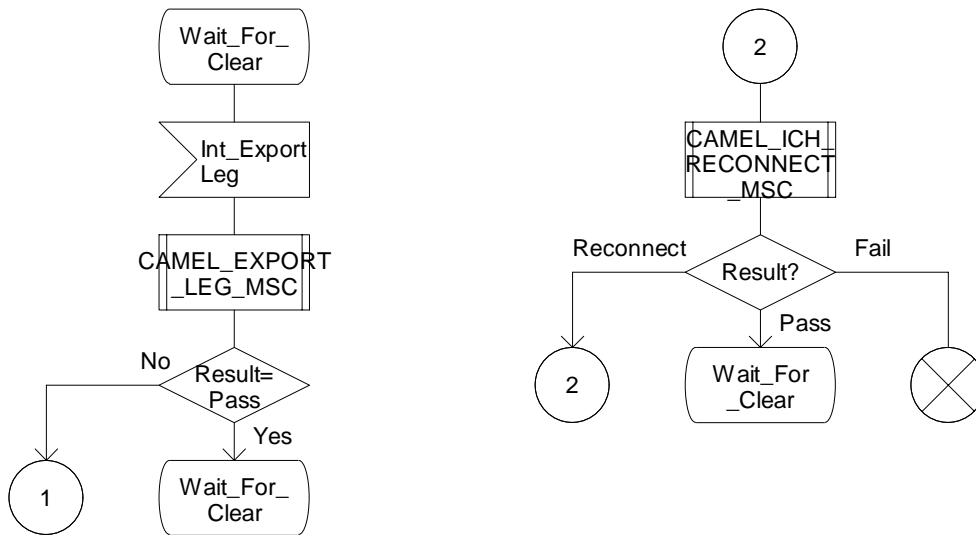 Wait_For_
Clear
Int_Export
Leg
CAMEL_EXPORT
_LEG_MSC
No
Result=
Pass
Yes
1
Wait_For_
Clear
2
CAMEL_ICH_
RECONNECT
_MSC
Reconnect
Result?
Fail
Pass
2
Wait_For
_Clear